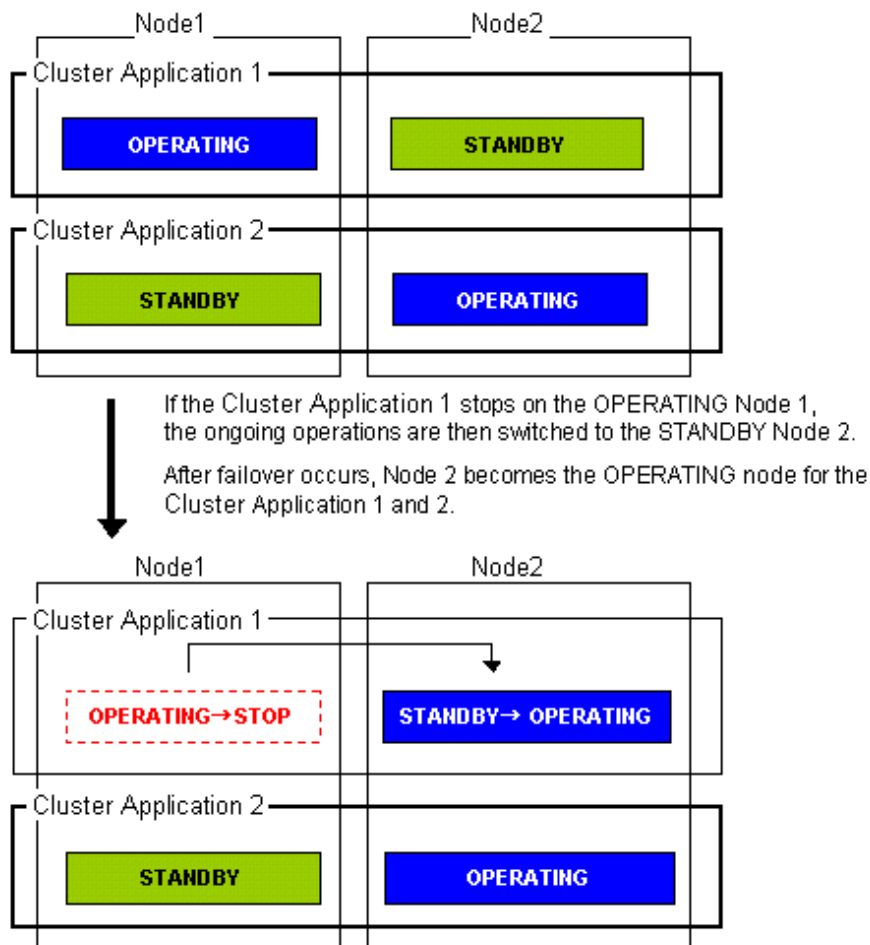 Node1 Node2
Cluster Application 1
OPERATING STANDBY
Cluster Application 2
STANDBY OPERATING
If the Cluster Application 1 stops on the OPERATING Node 1,
the ongoing operations are then switched to the STANDBY Node 2.
After failover occurs, Node 2 becomes the OPERATING node for the
Cluster Application 1 and 2.
Node1 Node2
Cluster Application 1
OPERATING→STOP STANDBY→ OPERATING
Cluster Application 2
STANDBY OPERATING